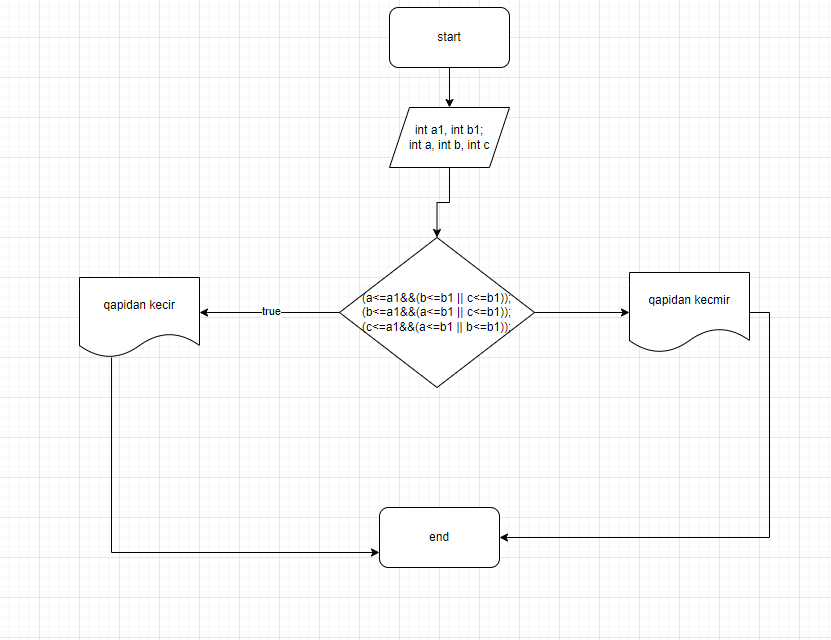 start
int a1, int b1;
int a, int b, int c
(a<=a1&&(b<=b1 || c<=b1));
(b<=a1&&(a<=b1 || c<=b1));
(c<=a1&&(a<=b1 || b<=b1));
true
qapidan kecir
qapidan kecmir
end